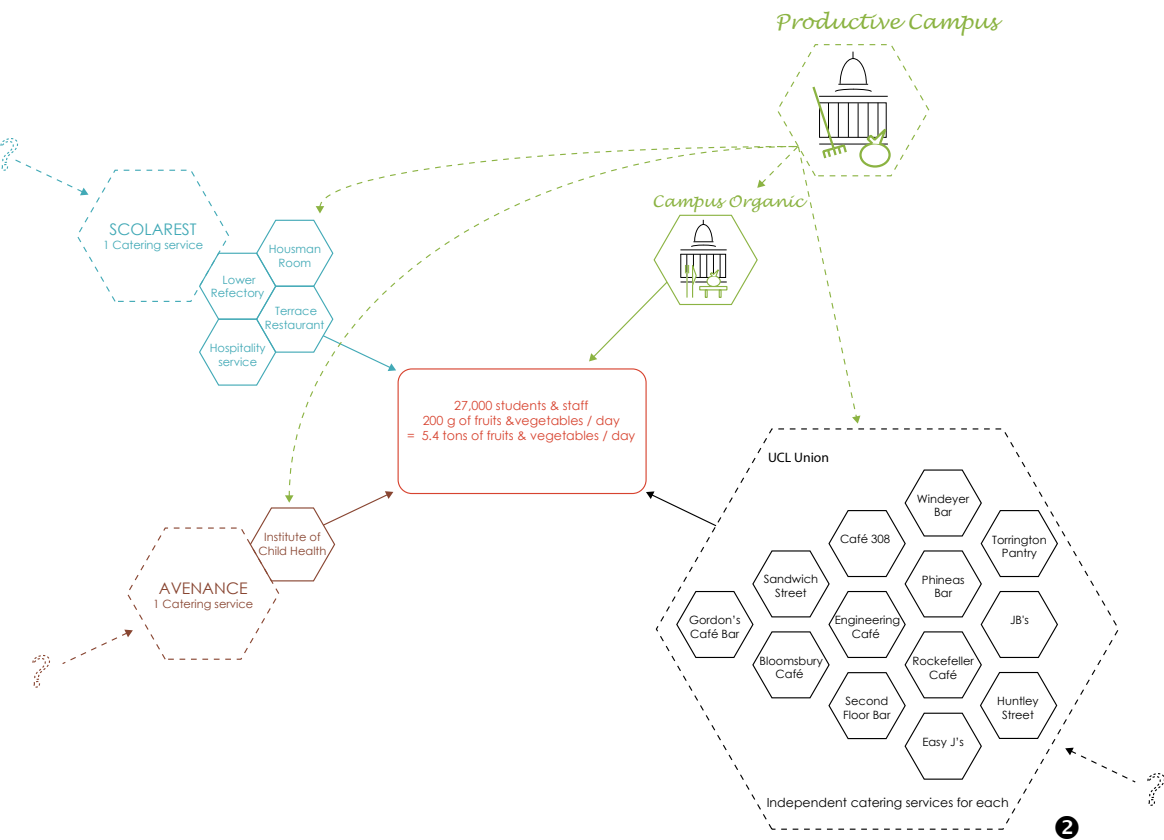 Productive Campus
Campus Organic
?
SCOLAREST
1 Catering service
Housman
Room
Lower
Refectory
Terrace
Restaurant
Hospitality
service
27,000 students & staff
200 g of fruits &vegetables / day
= 5.4 tons of fruits & vegetables / day
Institute of
Child Health
AVENANCE
1 Catering service
?
UCL Union
Windeyer
Bar
Café 308
Torrington
Pantry
Sandwich
Street
Phineas
Bar
Gordon's
Café Bar
Engineering
Café
JB's
Bloomsbury
Café
Rockefeller
Café
Second
Floor Bar
Huntley
Street
Easy J's
?
Independent catering services for each
❷